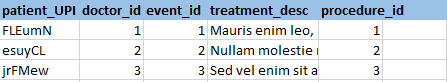 patient_UPI doctor_id event_id treatment_desc procedure_id
FLEumN 1 1 Mauris enim leo, 1
esuyCL 2 2 Nullam molestie 2
jrFMew 3 3 Sed vel enim sit a 3